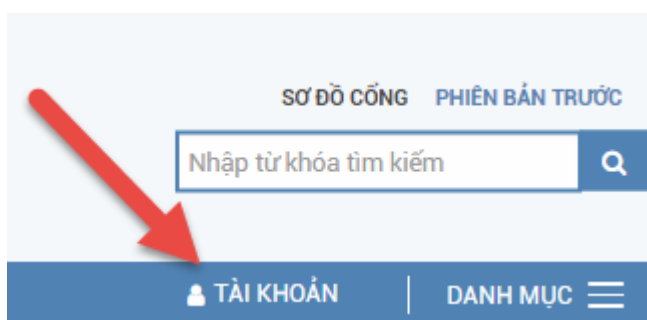 SƠ ĐỒ CỔNG PHIÊN BẢN TRƯỚC
Nhập từ khóa tìm kiếm
TÀI KHOẢN DANH MỤC